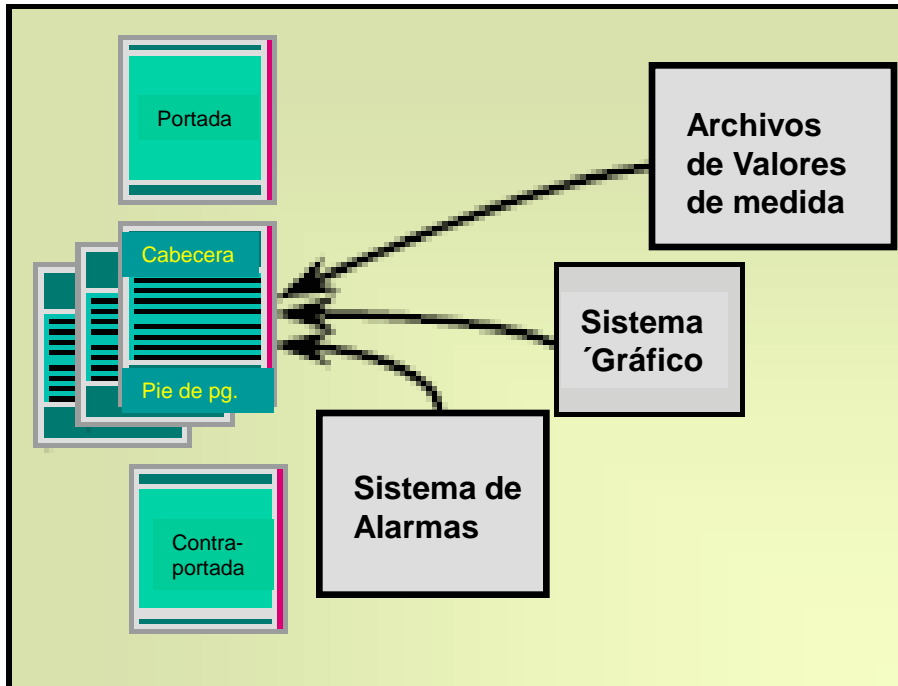 Portada
Archivos
de Valores
de medida
Cabecera
Sistema
´Gráfico
Pie de pg.
Sistema de
Alarmas
Contra-
portada